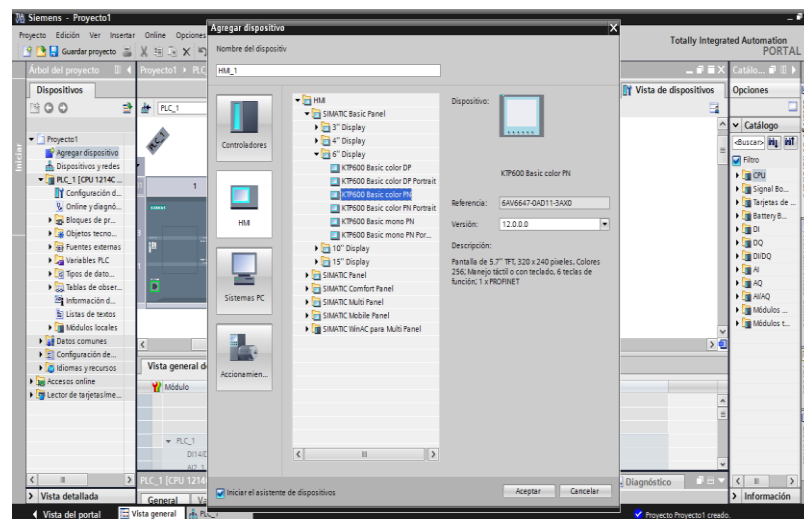 Siemens - Proyecto1
Proyecto Edición Ver Insertar Online Opciones
Totally Integrated Automation
PORTAL
Guardar proyecto
Agregar dispositivo
Nombre del dispositiv
HMI_1
Árbol del proyecto
Proyecto1
Catálo...
Dispositivos
Vista de dispositivos
Opciones
PLC_1
PLC_1
1
Proyecto1
Agregar dispositivo
Dispositivos y redes
PLC_1 [CPU 1214C ...
Configuración d...
Online y diagnó...
Bloques de pr...
Objetos tecno...
Fuentes externas
Variables PLC
Tipos de dato...
Tablas de obser...
Información d...
Listas de textos
Módulos locales
Datos comunes
Configuración de...
Idiomas y recursos
Accesos online
Lector de tarjetas/me...
Vista detallada
Vista del portal
Vista general
Iniciar
Controladores
HMI
Sistemas PC
Accionamien...
HMI
SIMATIC Basic Panel
3" Display
4" Display
6" Display
KTP600 Basic color DP
KTP600 Basic color DP Portrait
KTP600 Basic color PN
KTP600 Basic color PN Portrait
KTP600 Basic mono PN
KTP600 Basic mono PN Por...
10" Display
15" Display
SIMATIC Panel
SIMATIC Comfort Panel
SIMATIC Multi Panel
SIMATIC Mobile Panel
SIMATIC WinAC para Multi Panel
Dispositivo:
KTP600 Basic color PN
Referencia: 6AV6647-0AD11-3AX0
Versión: 12.0.0.0
Descripción:
Pantalla de 5.7'' TFT, 320 x 240 píxeles, Colores
256; Manejo táctil o con teclado, 6 teclas de
función; 1 x PROFINET
Iniciar el asistente de dispositivos
Aceptar
Cancelar
Vista general d
Módulo
PLC_1
PLC_1 [CPU 1214
General
Diagnóstico
Catálogo
<Buscar>
Filtro
CPU
Signal Bo...
Tarjetas de ...
Battery B...
DI
DQ
DI/DQ
AI
AQ
AI/AQ
Módulos ...
Módulos t...
Información
Proyecto Proyecto1 creado.